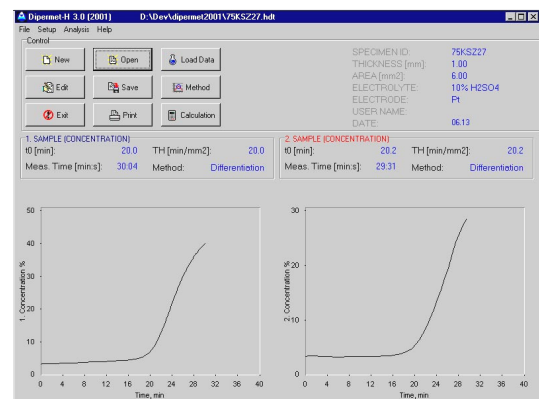 Dipermet-H 3.0 (2001) D:\Dev\dipermet2001\75KSZ27.hdt
File Setup Analysis Help
Control
New Open Load Data
Edit Save Method
Exit Print Calculation
SPECIMEN ID: 75KSZ27
THICKNESS [mm]: 1.00
AREA [mm2]: 6.00
ELECTROLYTE: 10% H2SO4
ELECTRODE: Pt
USER NAME:
DATE: 06.13
1. SAMPLE (CONCENTRATION)
t0 [min]: 20.0 TH [min/mm2]: 20.0
Meas. Time [min:s]: 30:04 Method: Differentiation
2. SAMPLE (CONCENTRATION)
t0 [min]: 20.2 TH [min/mm2]: 20.2
Meas. Time [min:s]: 29:31 Method: Differentiation
1. Concentration %
50
40
30
20
10
0
0 4 8 12 16 20 24 28 32 36 40
Time, min
2. Concentration %
30
20
10
0
0 4 8 12 16 20 24 28 32 36 40
Time, min